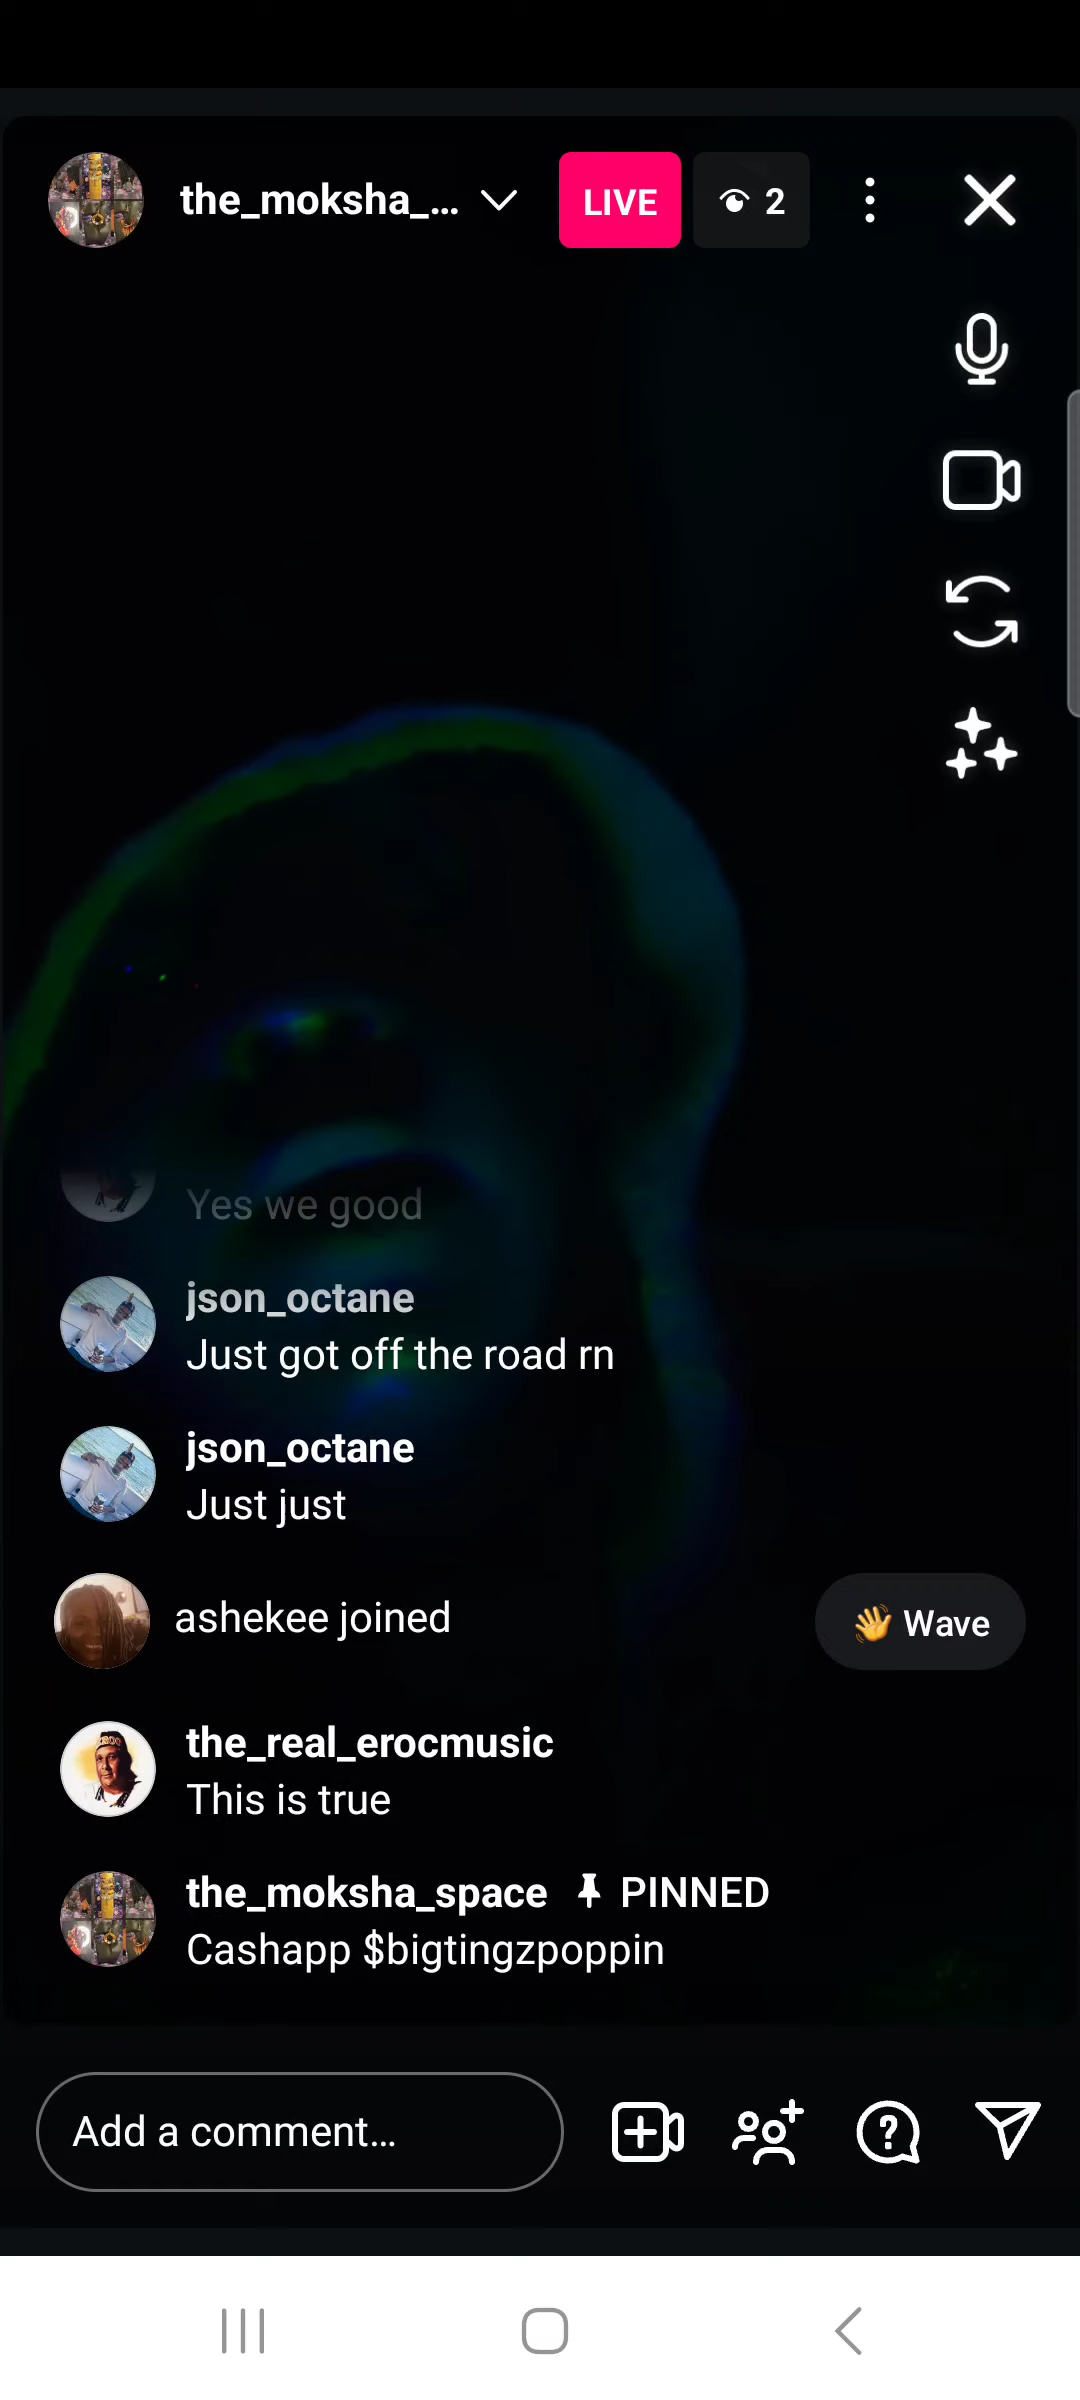 the_moksha_... LIVE 2
Yes we good
json_octane
Just got off the road rn
json_octane
Just just
ashekee joined
👋 Wave
the_real_erocmusic
This is true
the_moksha_space PINNED
Cashapp $bigtingzpoppin
Add a comment...